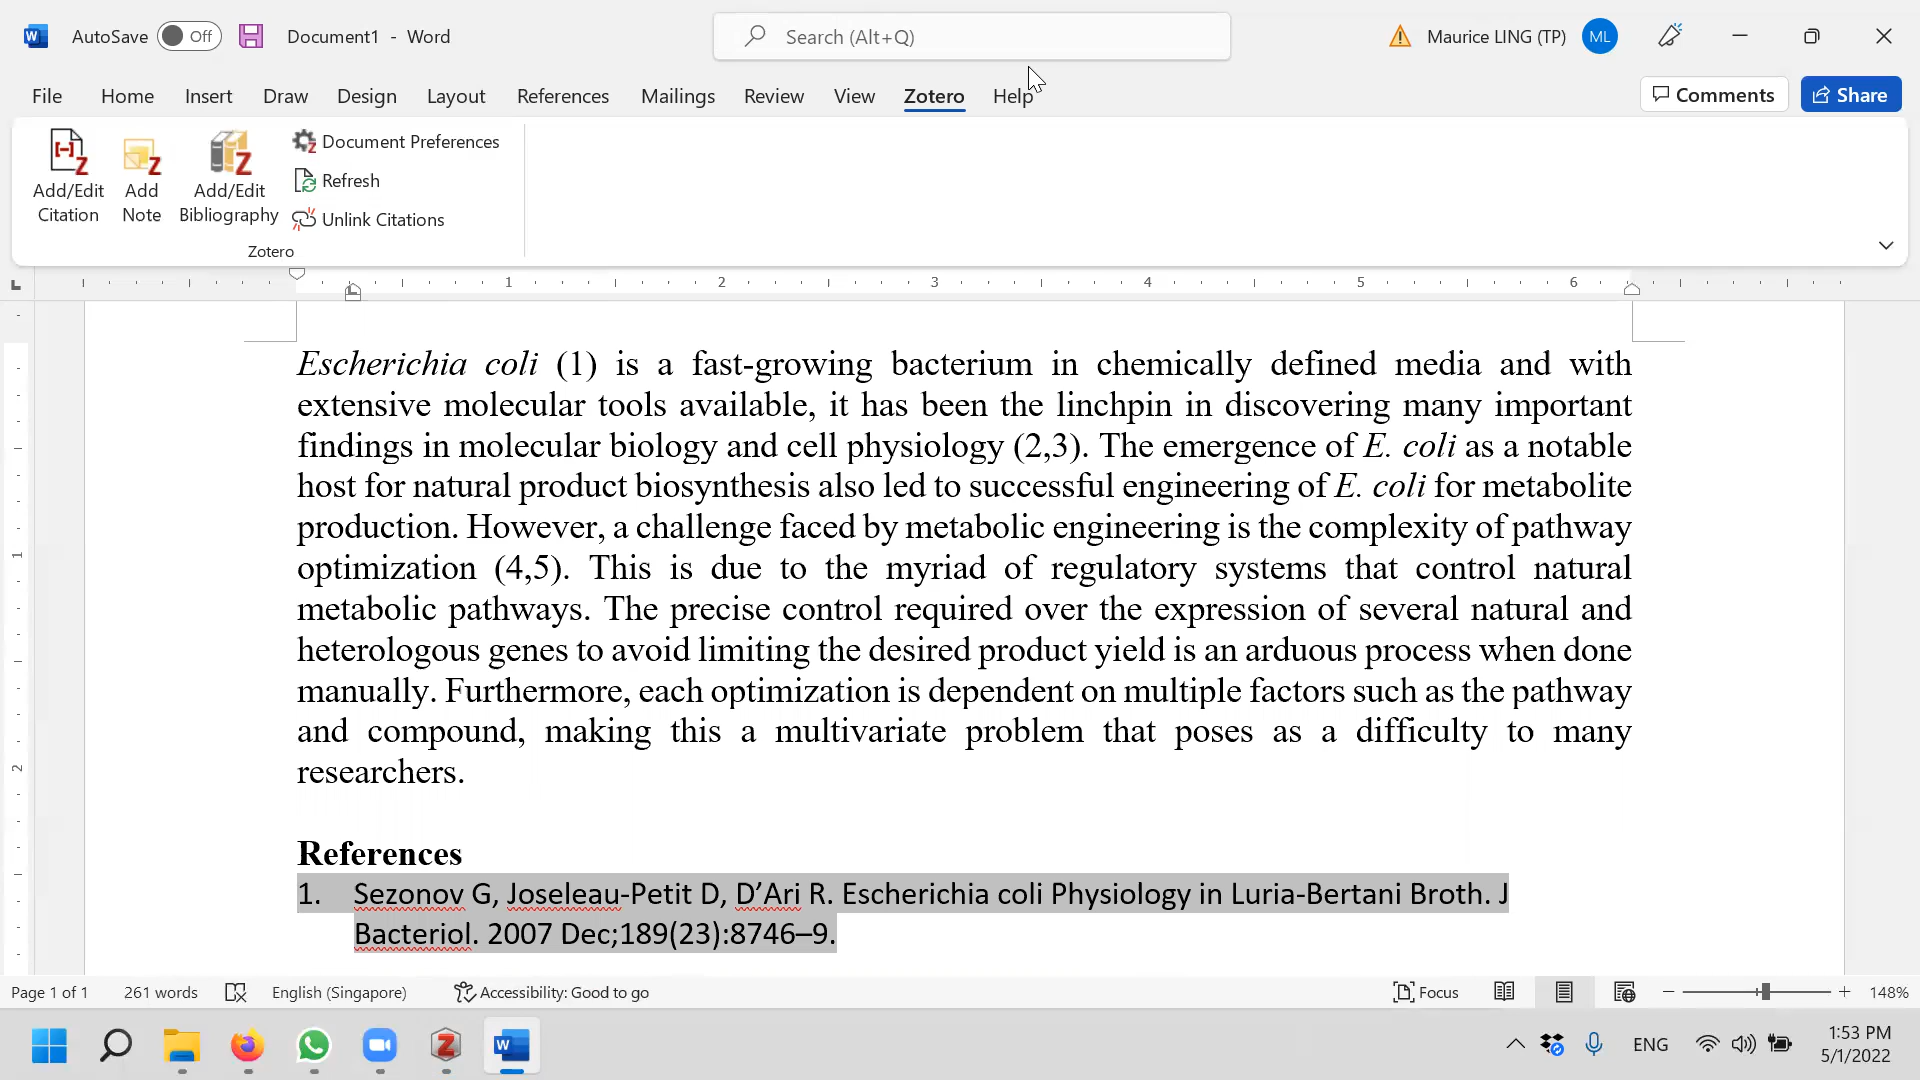 AutoSave Off Document1 - Word Search (Alt+Q) Maurice LING (TP) ML
File Home Insert Draw Design Layout References Mailings Review View Zotero Help Comments Share
Add/Edit Citation
Add Note
Add/Edit Bibliography
Document Preferences
Refresh
Unlink Citations
Zotero
1 2 3 4 5 6
Escherichia coli (1) is a fast-growing bacterium in chemically defined media and with
extensive molecular tools available, it has been the linchpin in discovering many important
findings in molecular biology and cell physiology (2,3). The emergence of E. coli as a notable
host for natural product biosynthesis also led to successful engineering of E. coli for metabolite
production. However, a challenge faced by metabolic engineering is the complexity of pathway
optimization (4,5). This is due to the myriad of regulatory systems that control natural
metabolic pathways. The precise control required over the expression of several natural and
heterologous genes to avoid limiting the desired product yield is an arduous process when done
manually. Furthermore, each optimization is dependent on multiple factors such as the pathway
and compound, making this a multivariate problem that poses as a difficulty to many
researchers.
References
1. Sezonov G, Joseleau-Petit D, D’Ari R. Escherichia coli Physiology in Luria-Bertani Broth. J
Bacteriol. 2007 Dec;189(23):8746–9.
1
2
Page 1 of 1 261 words English (Singapore) Accessibility: Good to go Focus 148%
ENG 1:53 PM
5/1/2022